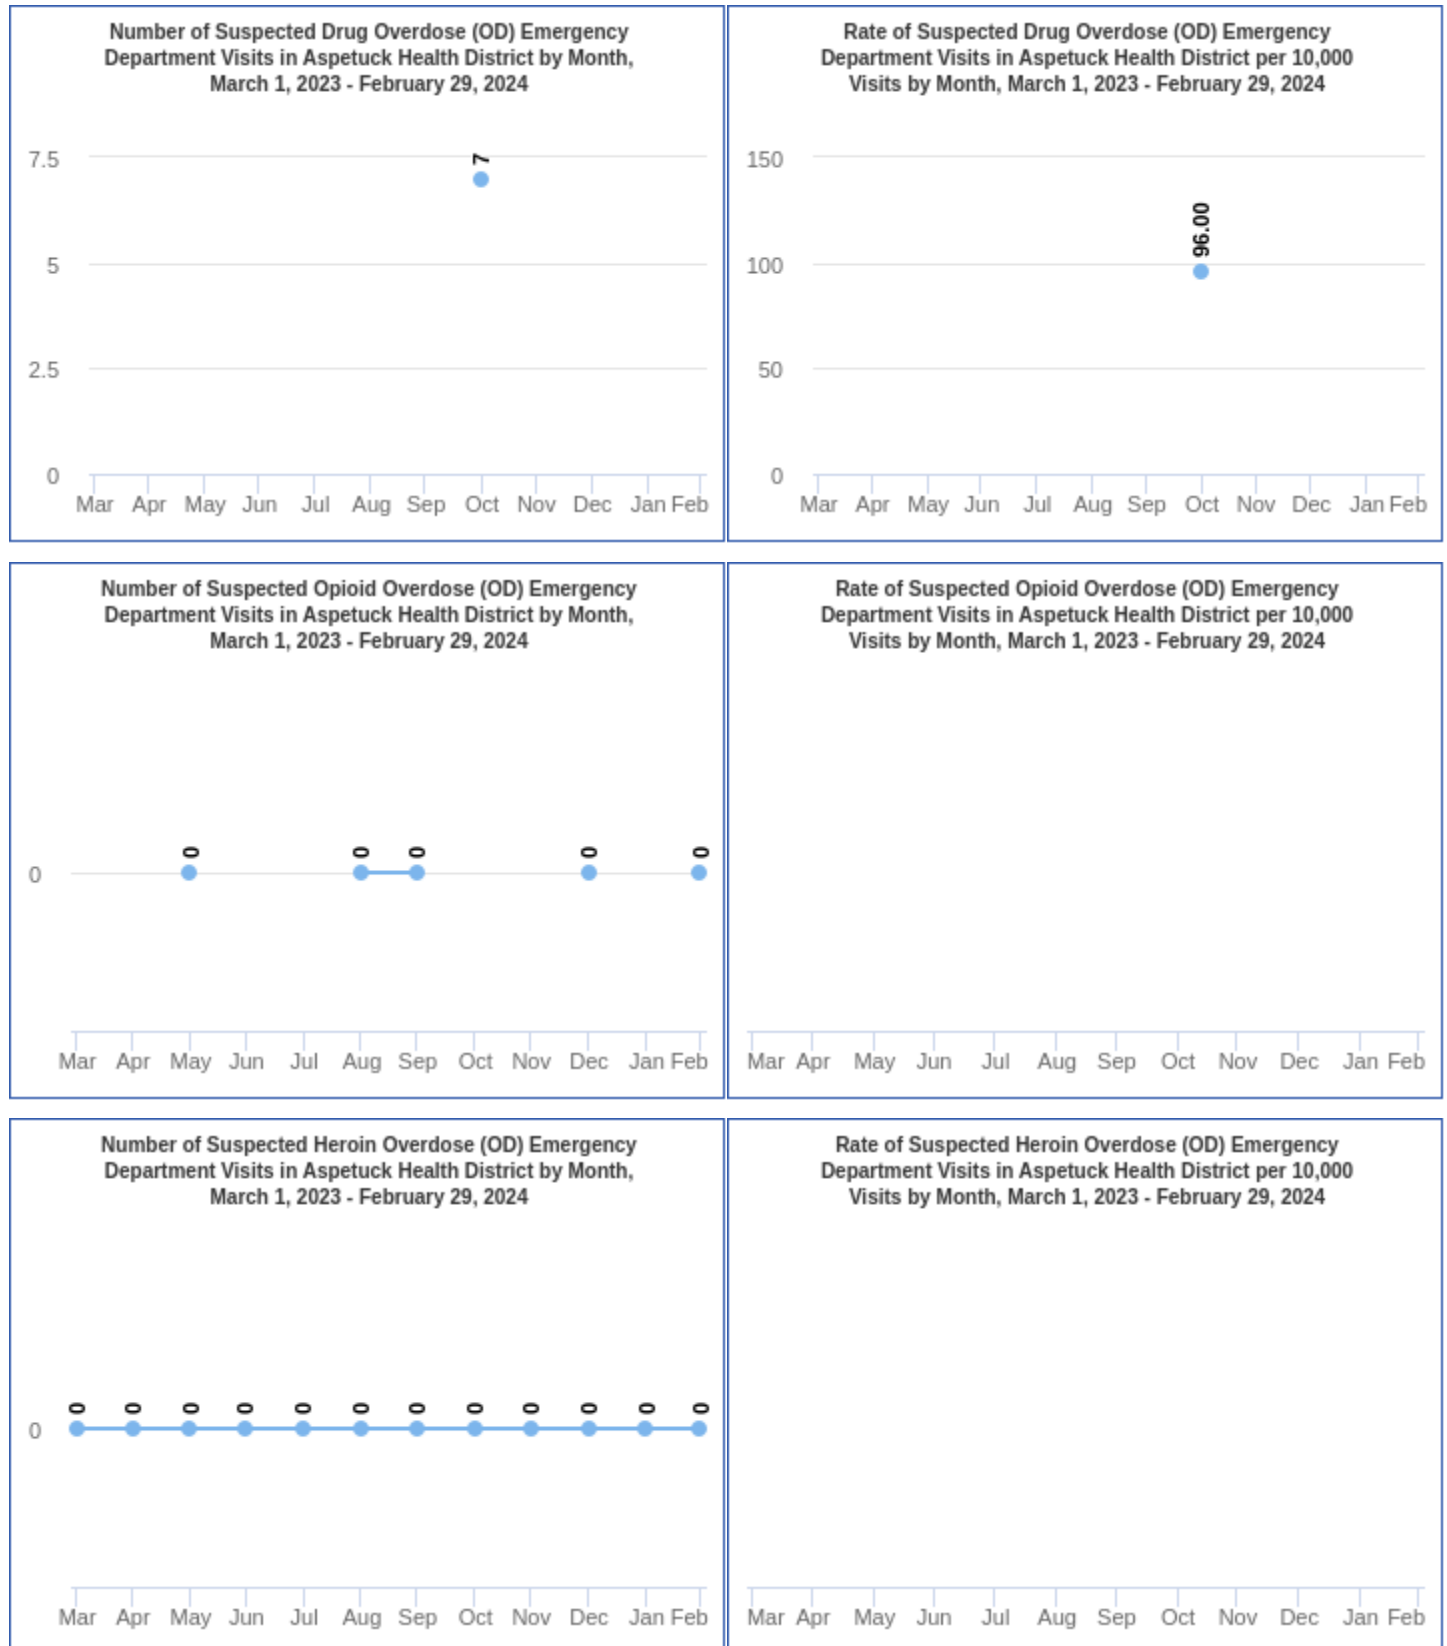 Number of Suspected Drug Overdose (OD) Emergency
Department Visits in Aspetuck Health District by Month,
March 1, 2023 - February 29, 2024
7.5
7
5
2.5
0
Mar Apr May Jun Jul Aug Sep Oct Nov Dec Jan Feb
Rate of Suspected Drug Overdose (OD) Emergency
Department Visits in Aspetuck Health District per 10,000
Visits by Month, March 1, 2023 - February 29, 2024
150
96.00
100
50
0
Mar Apr May Jun Jul Aug Sep Oct Nov Dec Jan Feb
Number of Suspected Opioid Overdose (OD) Emergency
Department Visits in Aspetuck Health District by Month,
March 1, 2023 - February 29, 2024
0 0 0 0 0
0
Mar Apr May Jun Jul Aug Sep Oct Nov Dec Jan Feb
Rate of Suspected Opioid Overdose (OD) Emergency
Department Visits in Aspetuck Health District per 10,000
Visits by Month, March 1, 2023 - February 29, 2024
Mar Apr May Jun Jul Aug Sep Oct Nov Dec Jan Feb
Number of Suspected Heroin Overdose (OD) Emergency
Department Visits in Aspetuck Health District by Month,
March 1, 2023 - February 29, 2024
0 0 0 0 0 0 0 0 0 0 0 0
0
Mar Apr May Jun Jul Aug Sep Oct Nov Dec Jan Feb
Rate of Suspected Heroin Overdose (OD) Emergency
Department Visits in Aspetuck Health District per 10,000
Visits by Month, March 1, 2023 - February 29, 2024
Mar Apr May Jun Jul Aug Sep Oct Nov Dec Jan Feb